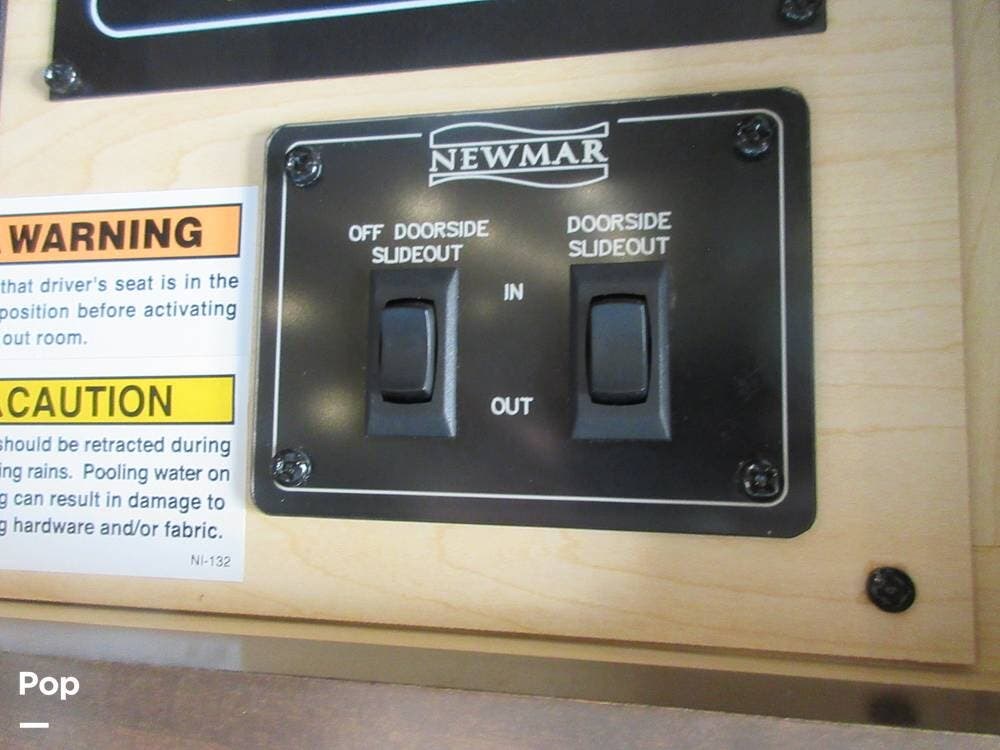 NEWMAR
OFF DOORSIDE
SLIDEOUT
DOORSIDE
SLIDEOUT
IN
OUT
WARNING
that driver's seat is in the
position before activating
out room.
CAUTION
should be retracted during
ing rains. Pooling water on
g can result in damage to
g hardware and/or fabric.
NI-132
Pop